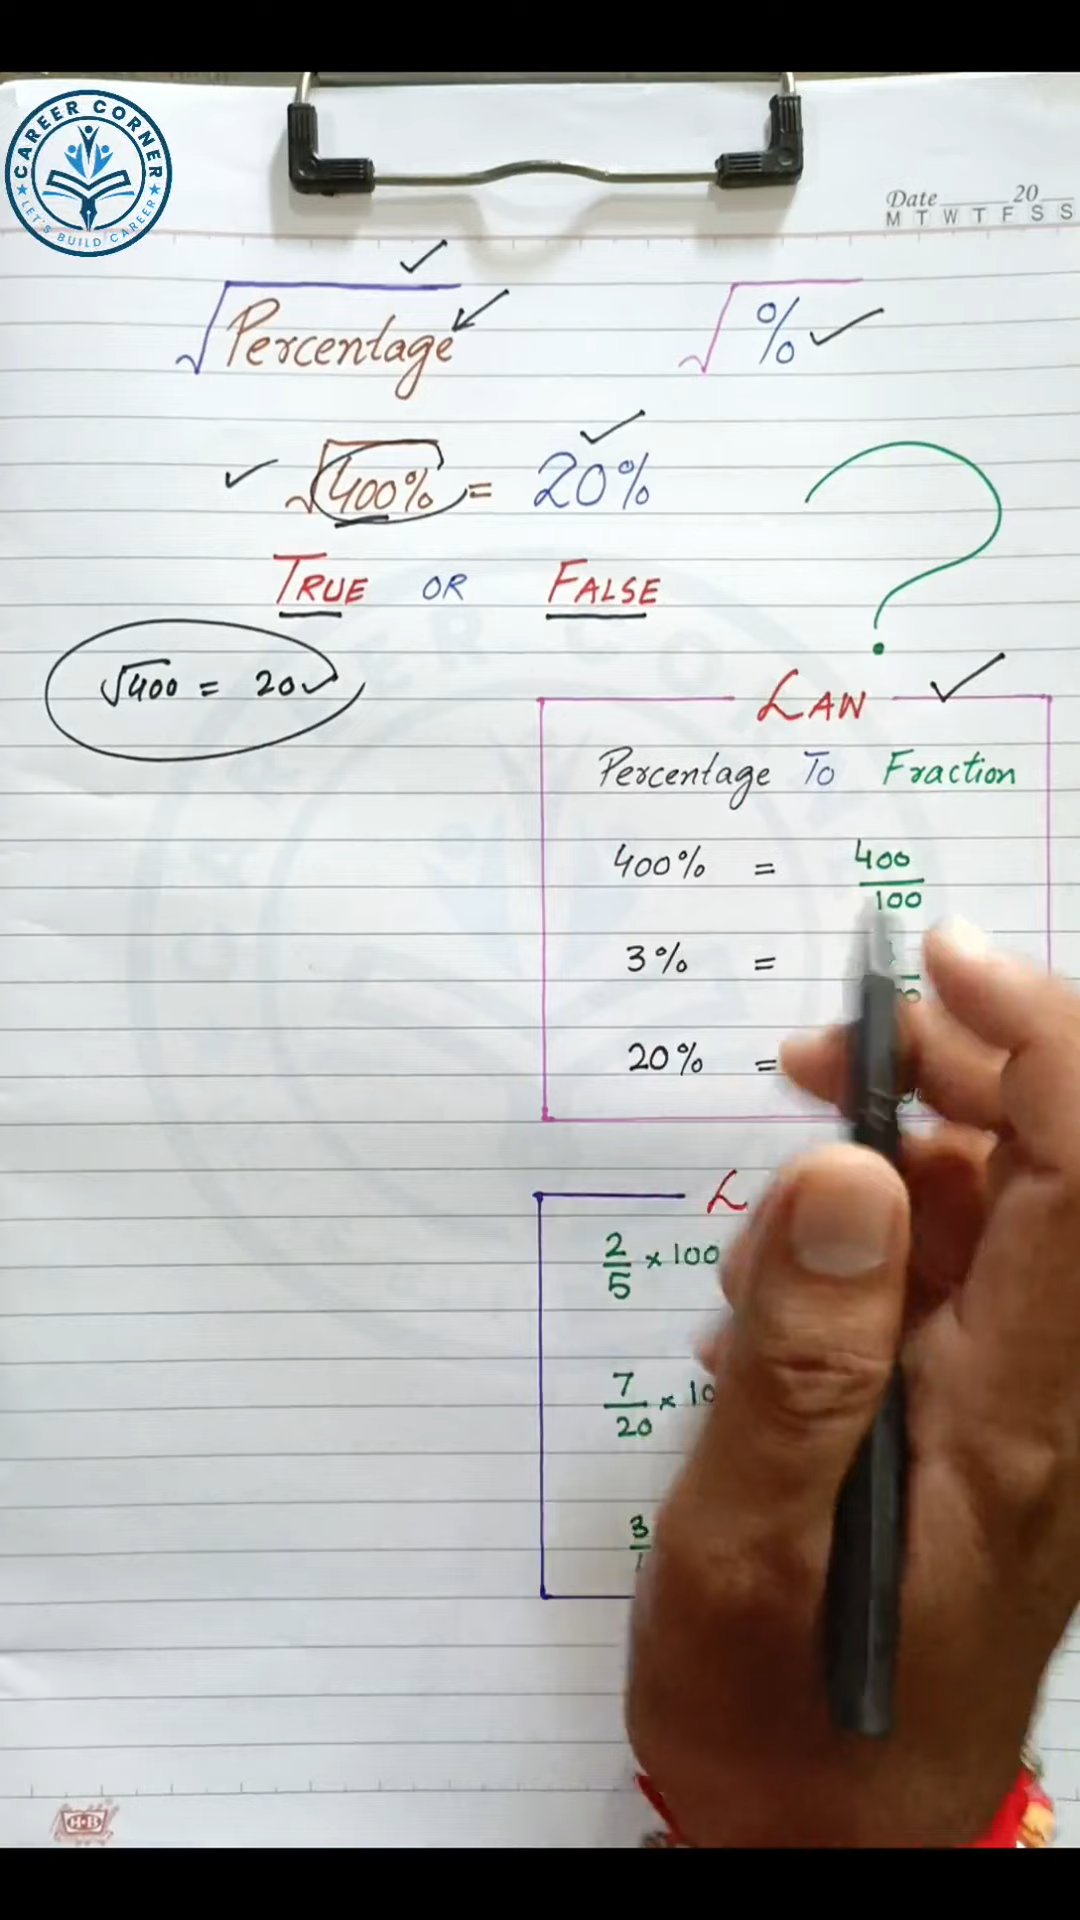 CAREER CORNER
LET'S BUILD CAREER
Date 20
M T W T F S S
√Percentage √%
√400% = 20%
TRUE OR FALSE
√400 = 20
LAW
Percentage To Fraction
400% = 400/100
3% =
20% =
2/5 × 100
7/20 × 10
3
H·B